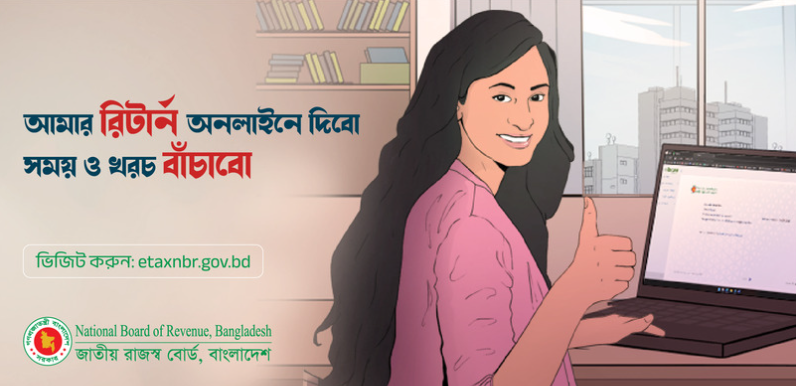 আমার রিটার্ন অনলাইনে দিবো
সময় ও খরচ বাঁচাবো
ভিজিট করুন: etaxnbr.gov.bd
National Board of Revenue, Bangladesh
জাতীয় রাজস্ব বোর্ড, বাংলাদেশ